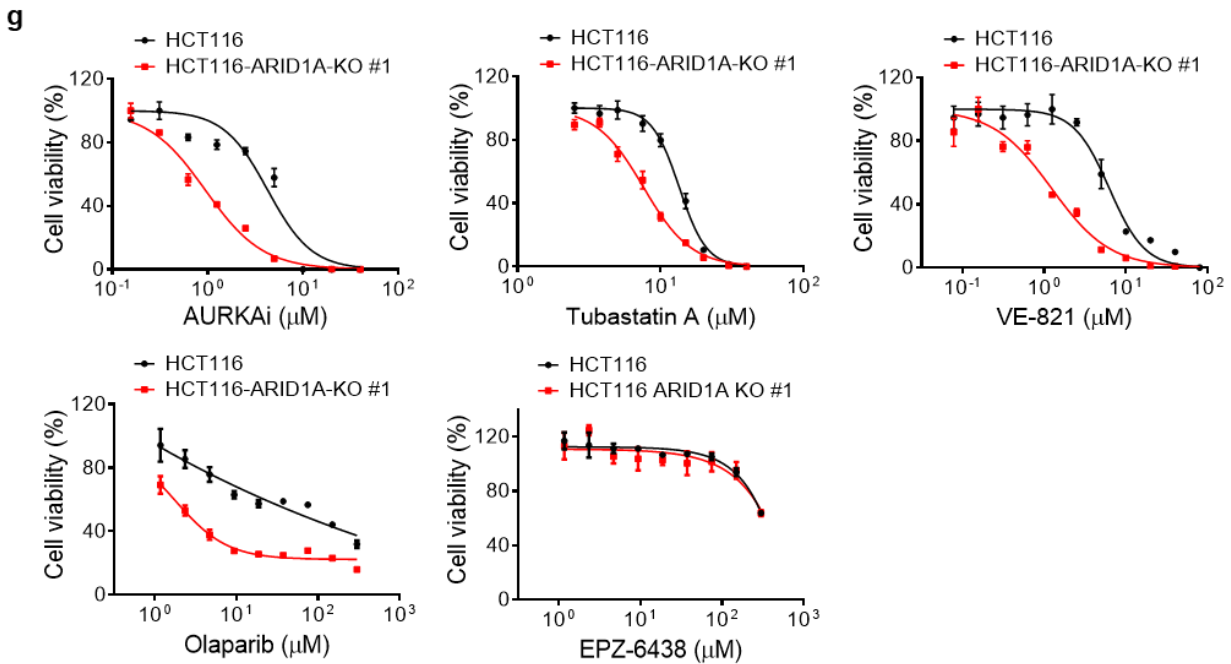 g
HCT116
HCT116-ARID1A-KO #1
Cell viability (%)
120
80
40
0
10⁻¹ 10⁰ 10¹ 10²
AURKAi (μM)
HCT116
HCT116-ARID1A-KO #1
Cell viability (%)
120
80
40
0
10⁰ 10¹ 10²
Tubastatin A (μM)
HCT116
HCT116-ARID1A-KO #1
Cell viability (%)
120
80
40
0
10⁻¹ 10⁰ 10¹ 10²
VE-821 (μM)
HCT116
HCT116-ARID1A-KO #1
Cell viability (%)
120
80
40
0
10⁰ 10¹ 10² 10³
Olaparib (μM)
HCT116
HCT116 ARID1A KO #1
Cell viability (%)
120
80
40
0
10⁰ 10¹ 10² 10³
EPZ-6438 (μM)